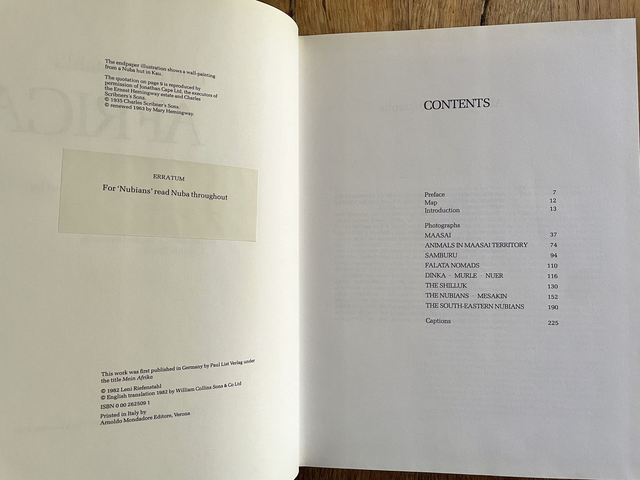 The endpaper illustration shows a wall-painting
from a Nuba hut in Kau.
The quotation on page 9 is reproduced by
permission of Jonathan Cape Ltd, the executors of
the Ernest Hemingway estate and Charles
Scribner's Sons.
© 1935 Charles Scribner's Sons.
© renewed 1963 by Mary Hemingway.
ERRATUM
For 'Nubians' read Nuba throughout
This work was first published in Germany by Paul List Verlag under
the title Mein Afrika
© 1982 Leni Riefenstahl
© English translation 1982 by William Collins Sons & Co Ltd
ISBN 0 00 262509 1
Printed in Italy by
Arnoldo Mondadore Editore, Verona
CONTENTS
Preface 7
Map 12
Introduction 13
Photographs
MAASAI 37
ANIMALS IN MAASAI TERRITORY 74
SAMBURU 94
FALATA NOMADS 110
DINKA · MURLE · NUER 116
THE SHILLUK 130
THE NUBIANS · MESAKIN 152
THE SOUTH-EASTERN NUBIANS 190
Captions 225